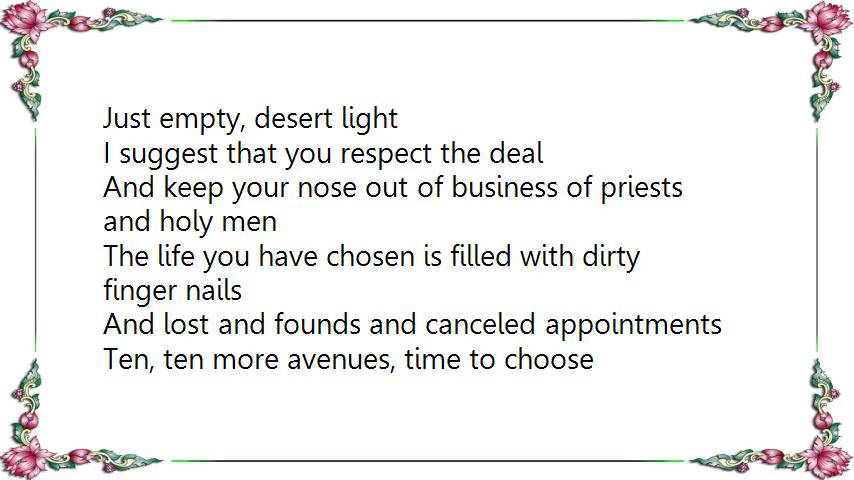 Just empty, desert light
I suggest that you respect the deal
And keep your nose out of business of priests
and holy men
The life you have chosen is filled with dirty
finger nails
And lost and founds and canceled appointments
Ten, ten more avenues, time to choose